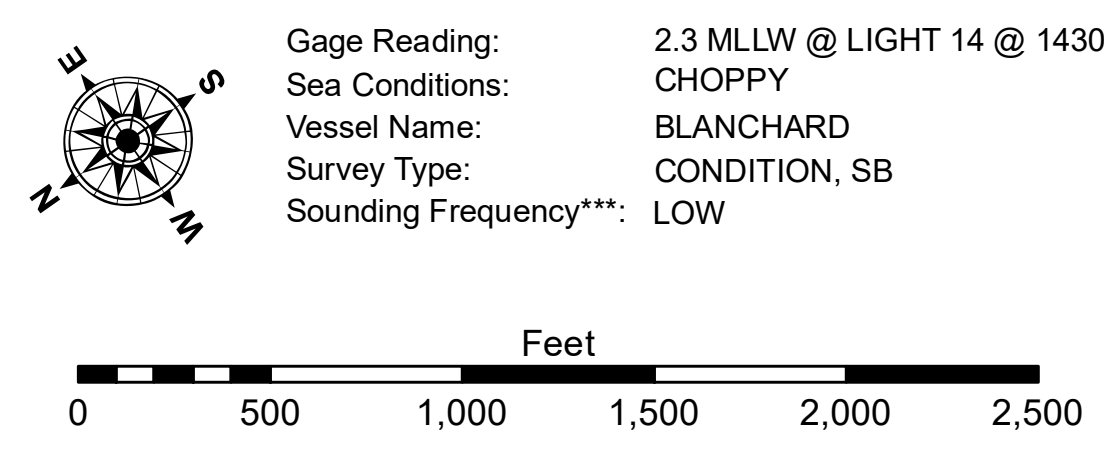 E
S
N
W
Gage Reading: 2.3 MLLW @ LIGHT 14 @ 1430
Sea Conditions: CHOPPY
Vessel Name: BLANCHARD
Survey Type: CONDITION, SB
Sounding Frequency***: LOW
Feet
0 500 1,000 1,500 2,000 2,500